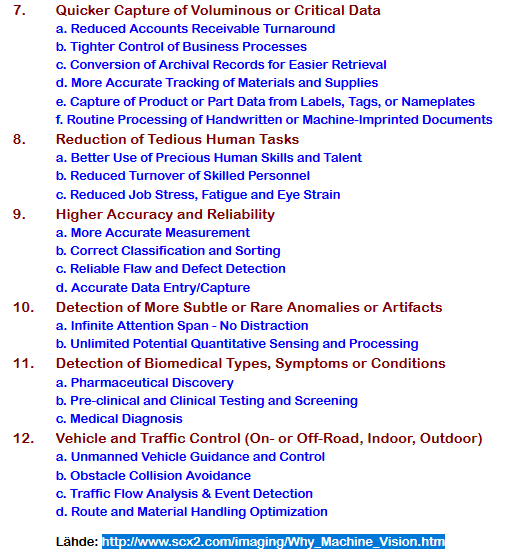 7. Quicker Capture of Voluminous or Critical Data
a. Reduced Accounts Receivable Turnaround
b. Tighter Control of Business Processes
c. Conversion of Archival Records for Easier Retrieval
d. More Accurate Tracking of Materials and Supplies
e. Capture of Product or Part Data from Labels, Tags, or Nameplates
f. Routine Processing of Handwritten or Machine-Imprinted Documents
8. Reduction of Tedious Human Tasks
a. Better Use of Precious Human Skills and Talent
b. Reduced Turnover of Skilled Personnel
c. Reduced Job Stress, Fatigue and Eye Strain
9. Higher Accuracy and Reliability
a. More Accurate Measurement
b. Correct Classification and Sorting
c. Reliable Flaw and Defect Detection
d. Accurate Data Entry/Capture
10. Detection of More Subtle or Rare Anomalies or Artifacts
a. Infinite Attention Span - No Distraction
b. Unlimited Potential Quantitative Sensing and Processing
11. Detection of Biomedical Types, Symptoms or Conditions
a. Pharmaceutical Discovery
b. Pre-clinical and Clinical Testing and Screening
c. Medical Diagnosis
12. Vehicle and Traffic Control (On- or Off-Road, Indoor, Outdoor)
a. Unmanned Vehicle Guidance and Control
b. Obstacle Collision Avoidance
c. Traffic Flow Analysis & Event Detection
d. Route and Material Handling Optimization
Lähde: http://www.scx2.com/imaging/Why_Machine_Vision.htm